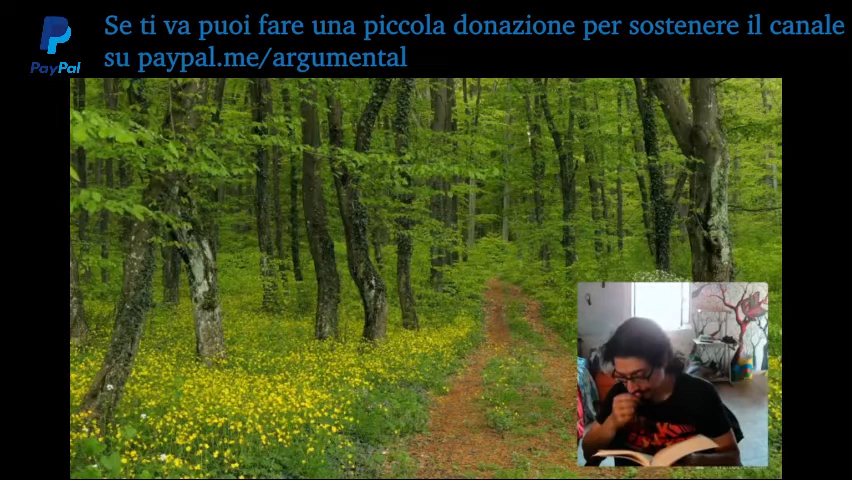 Se ti va puoi fare una piccola donazione per sostenere il canale
su paypal.me/argumental
PayPal